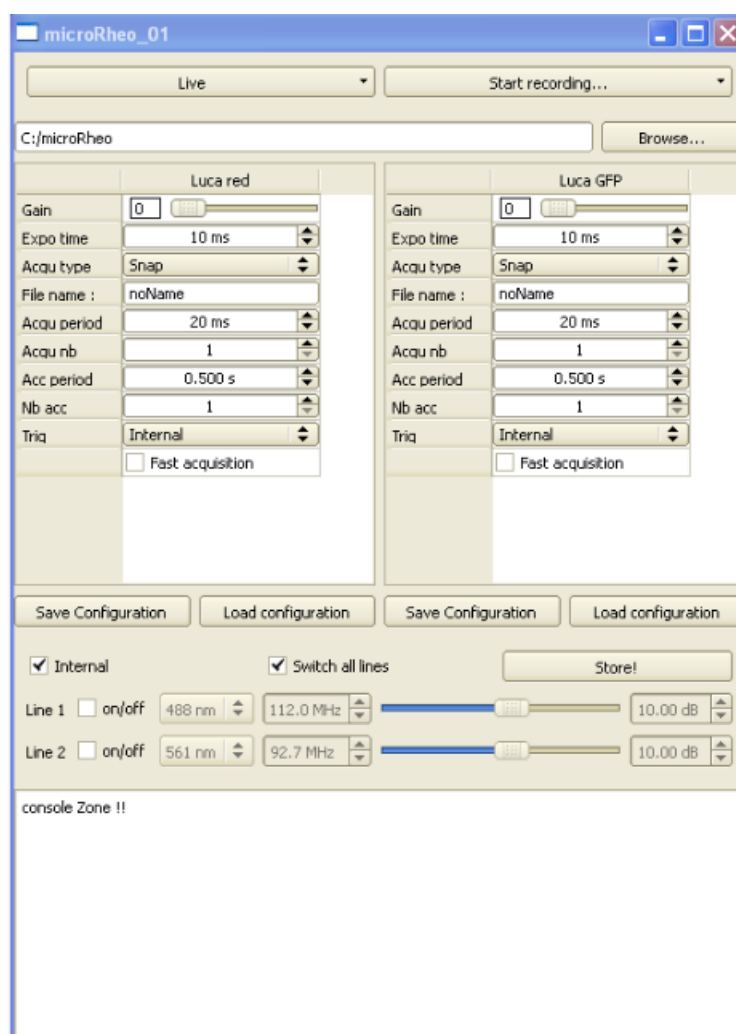 microRheo_01
Live Start recording...
C:/microRheo Browse...
Luca red Luca GFP
Gain 0 Gain 0
Expo time 10 ms Expo time 10 ms
Acqu type Snap Acqu type Snap
File name : noName File name : noName
Acqu period 20 ms Acqu period 20 ms
Acqu nb 1 Acqu nb 1
Acc period 0.500 s Acc period 0.500 s
Nb acc 1 Nb acc 1
Trig Internal Trig Internal
Fast acquisition Fast acquisition
Save Configuration Load configuration Save Configuration Load configuration
Internal Switch all lines Store!
Line 1 on/off 488 nm 112.0 MHz 10.00 dB
Line 2 on/off 561 nm 92.7 MHz 10.00 dB
console Zone !!